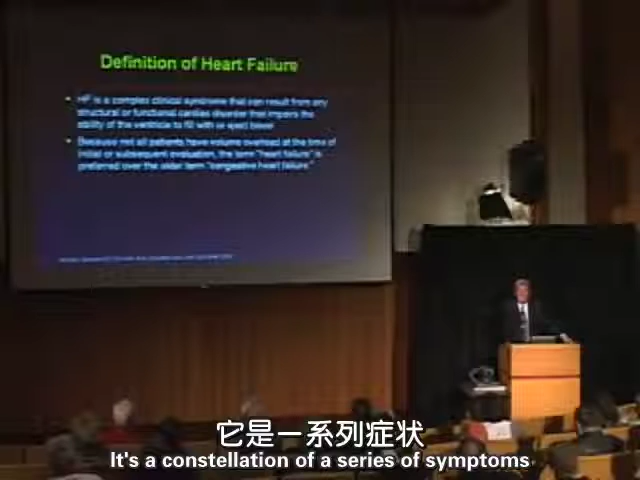 Definition of Heart Failure
• HF is a complex clinical syndrome that can result from any
structural or functional cardiac disorder that impairs the
ability of the ventricle to fill with or eject blood
• Because not all patients have volume overload at the time of
initial or subsequent evaluation, the term "heart failure" is
preferred over the older term "congestive heart failure"
它是一系列症状
It's a constellation of a series of symptoms